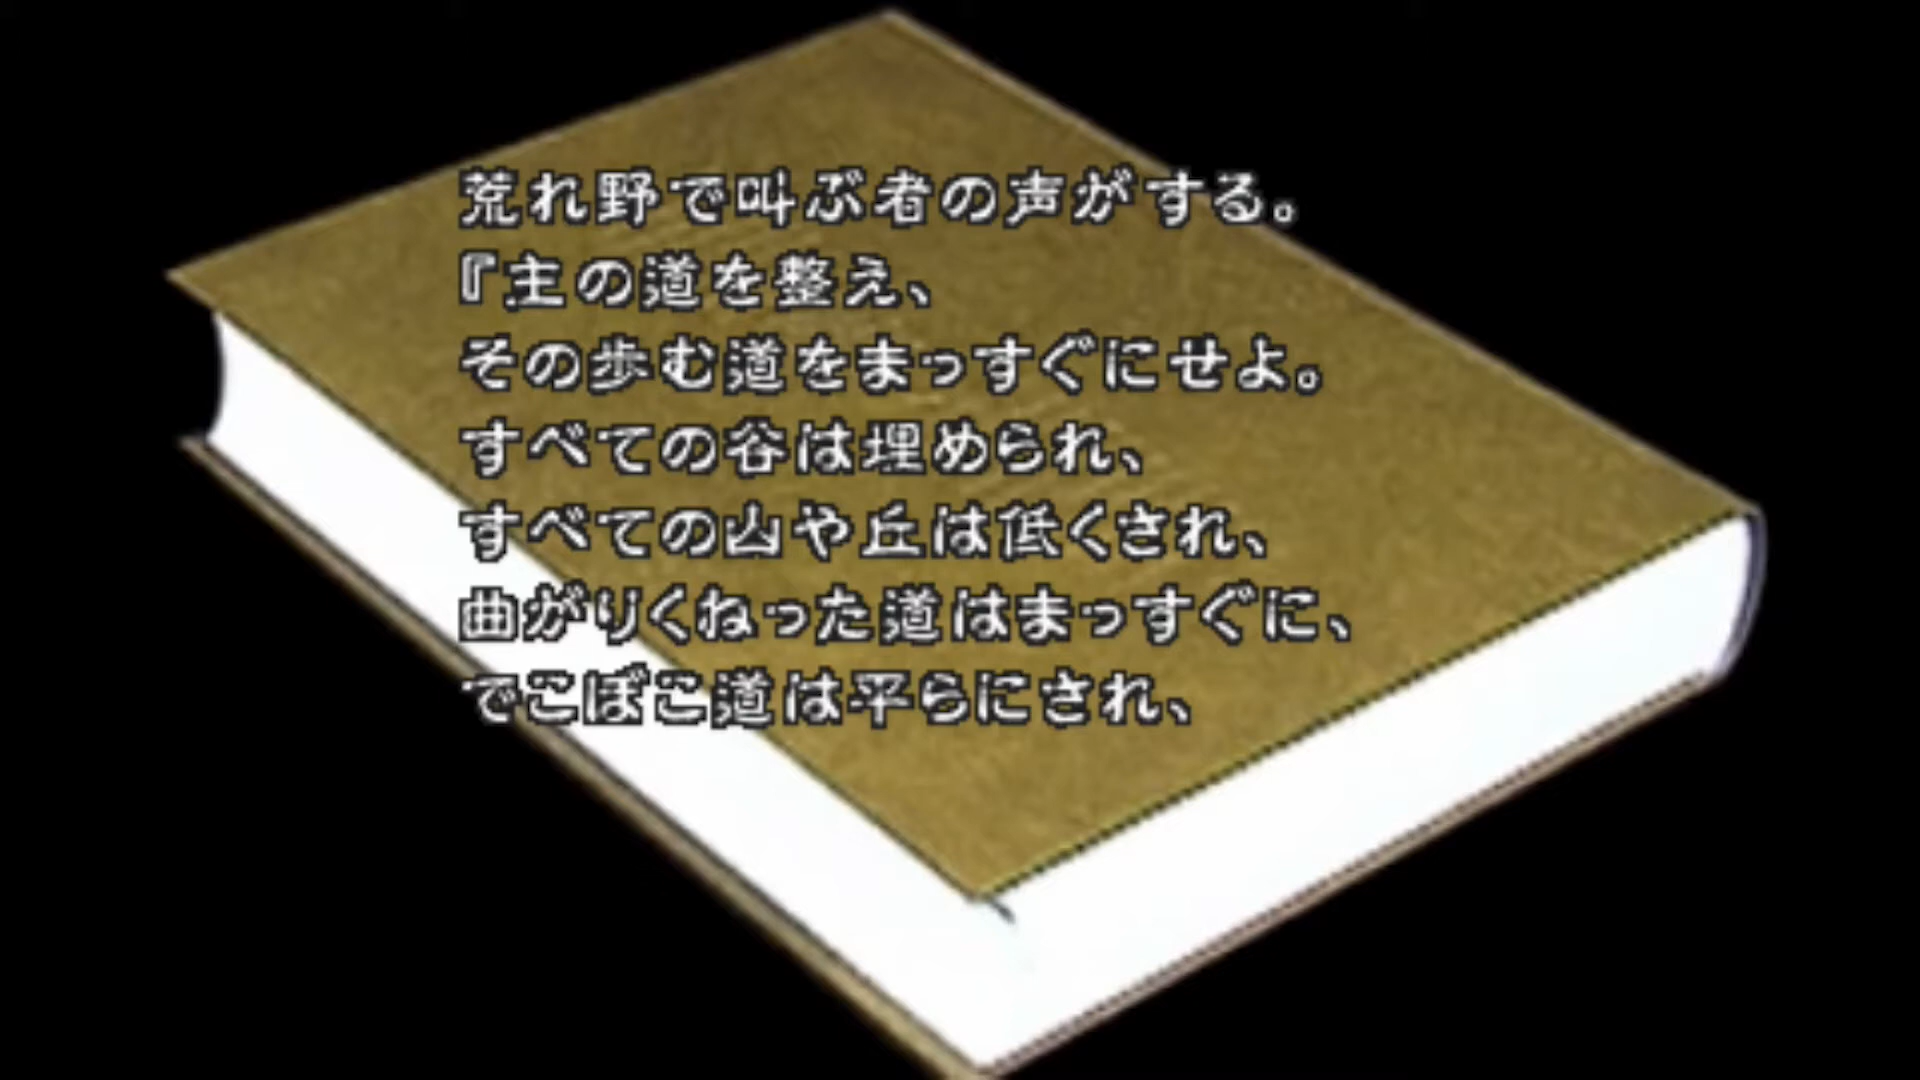 荒れ野で叫ぶ者の声がする。
『主の道を整え、
その歩む道をまっすぐにせよ。
すべての谷は埋められ、
すべての山や丘は低くされ、
曲がりくねった道はまっすぐに、
でこぼこ道は平らにされ、